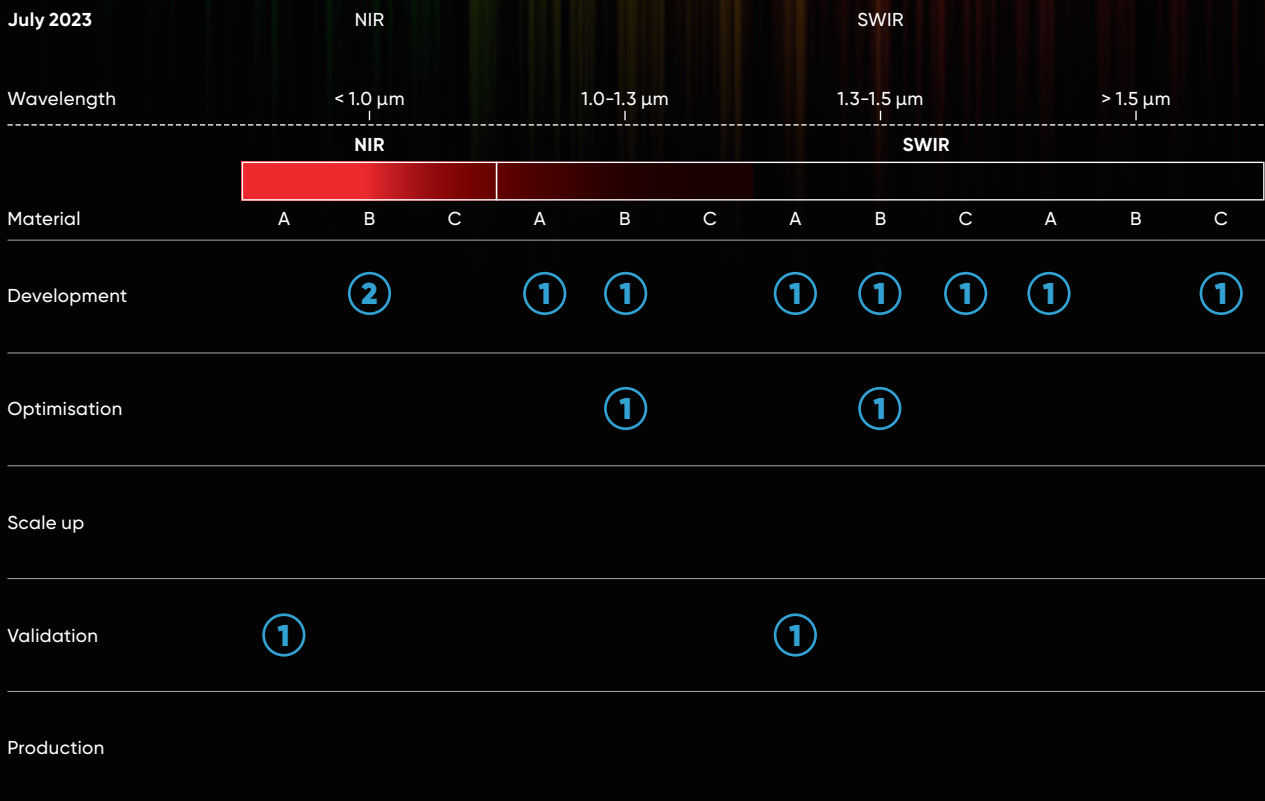 July 2023 NIR SWIR
Wavelength < 1.0 µm 1.0-1.3 µm 1.3-1.5 µm > 1.5 µm
NIR SWIR
Material A B C A B C A B C A B C
Development 2 1 1 1 1 1 1 1
Optimisation 1 1
Scale up
Validation 1 1
Production